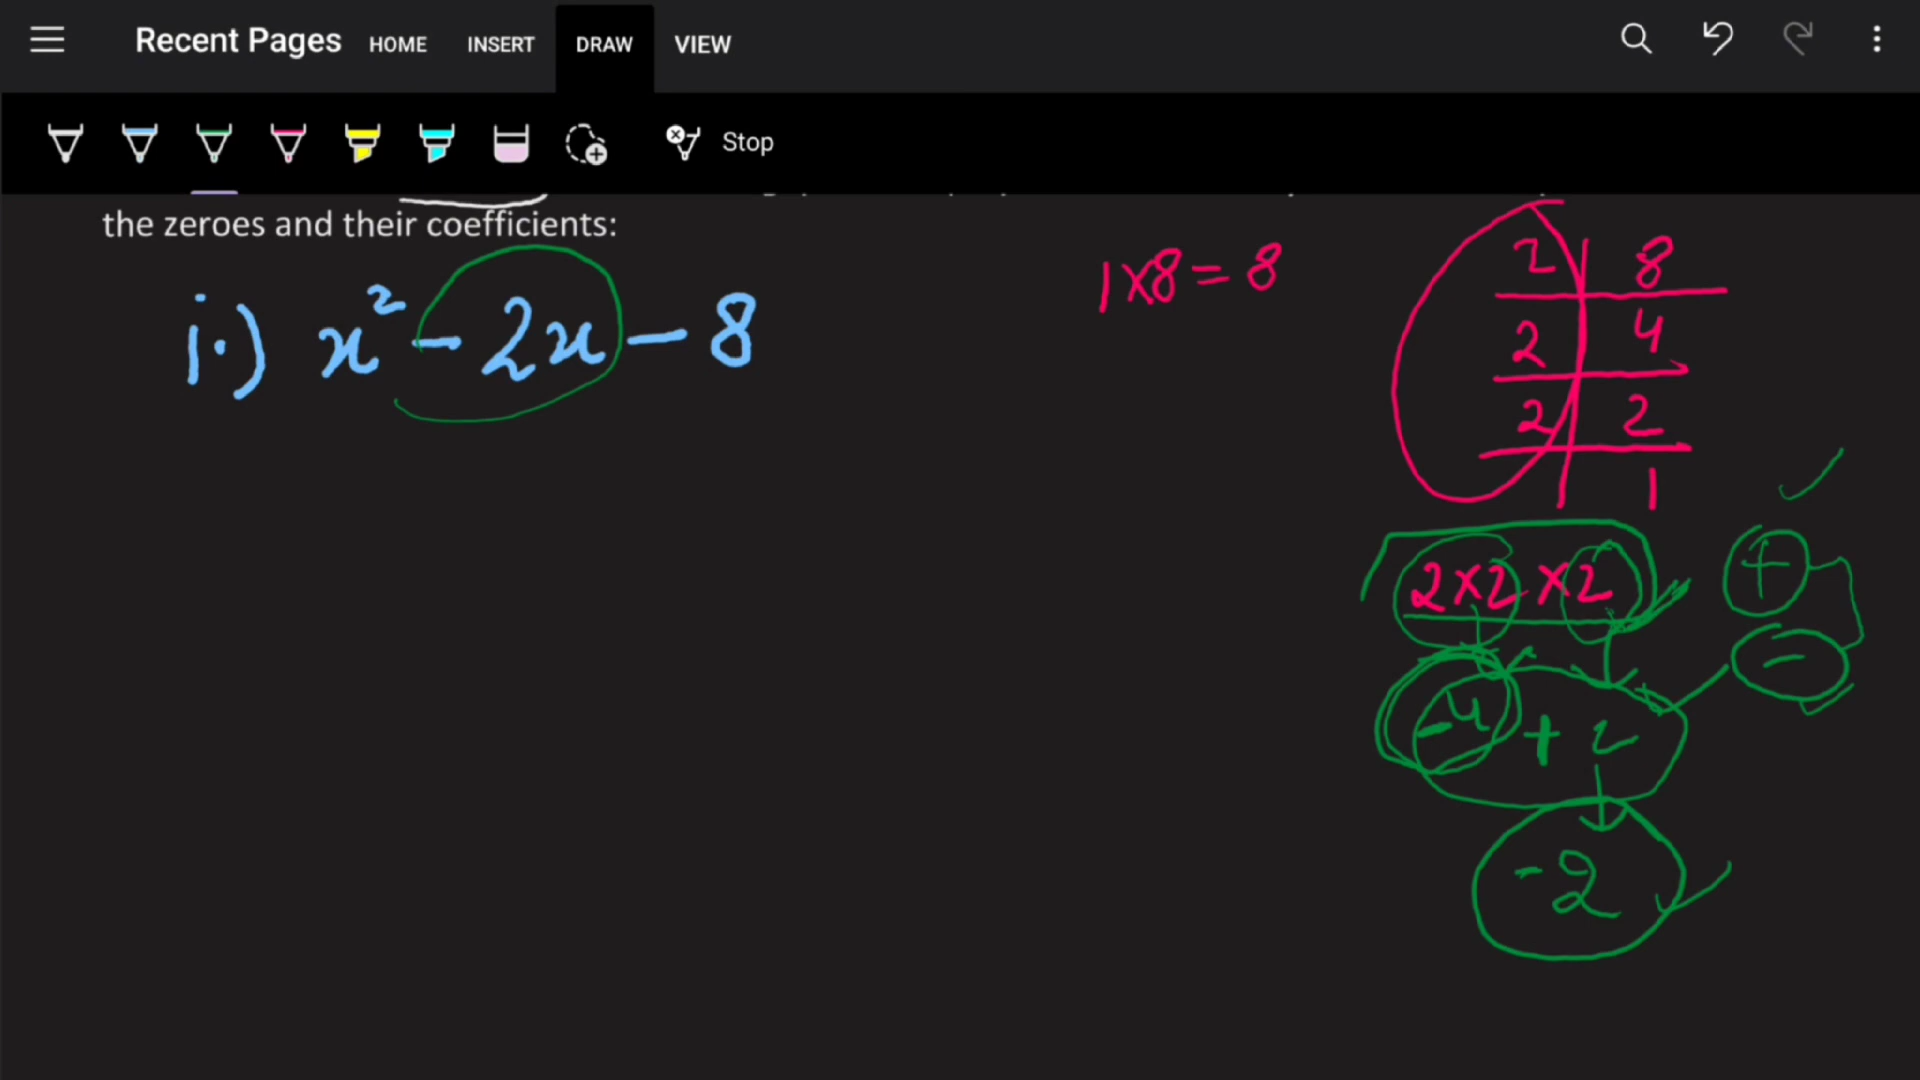 Recent Pages HOME INSERT DRAW VIEW
Stop
the zeroes and their coefficients:
i.) x² - 2x - 8
1×8 = 8
2 | 8
2 | 4
2 | 2
1
2×2×2
+
-
-4 + 2
-2